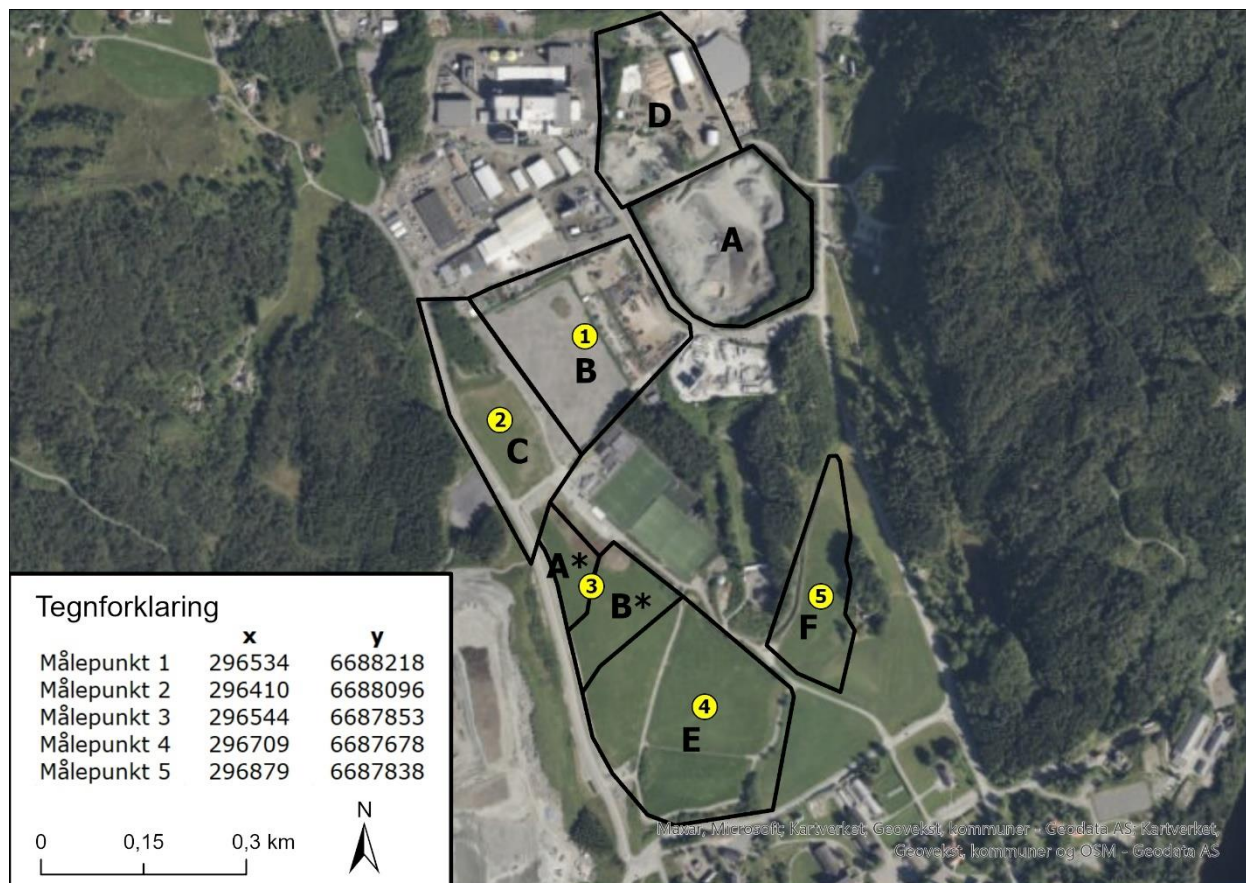 D
A
1
B
2
C
A*
3
B*
5
F
4
E
Tegnforklaring
x y
Målepunkt 1 296534 6688218
Målepunkt 2 296410 6688096
Målepunkt 3 296544 6687853
Målepunkt 4 296709 6687678
Målepunkt 5 296879 6687838
N
0 0,15 0,3 km
Maxar, Microsoft, Kartverket, Geovekst, kommuner - Geodata AS, Kartverket,
Geovekst, kommuner og OSM - Geodata AS